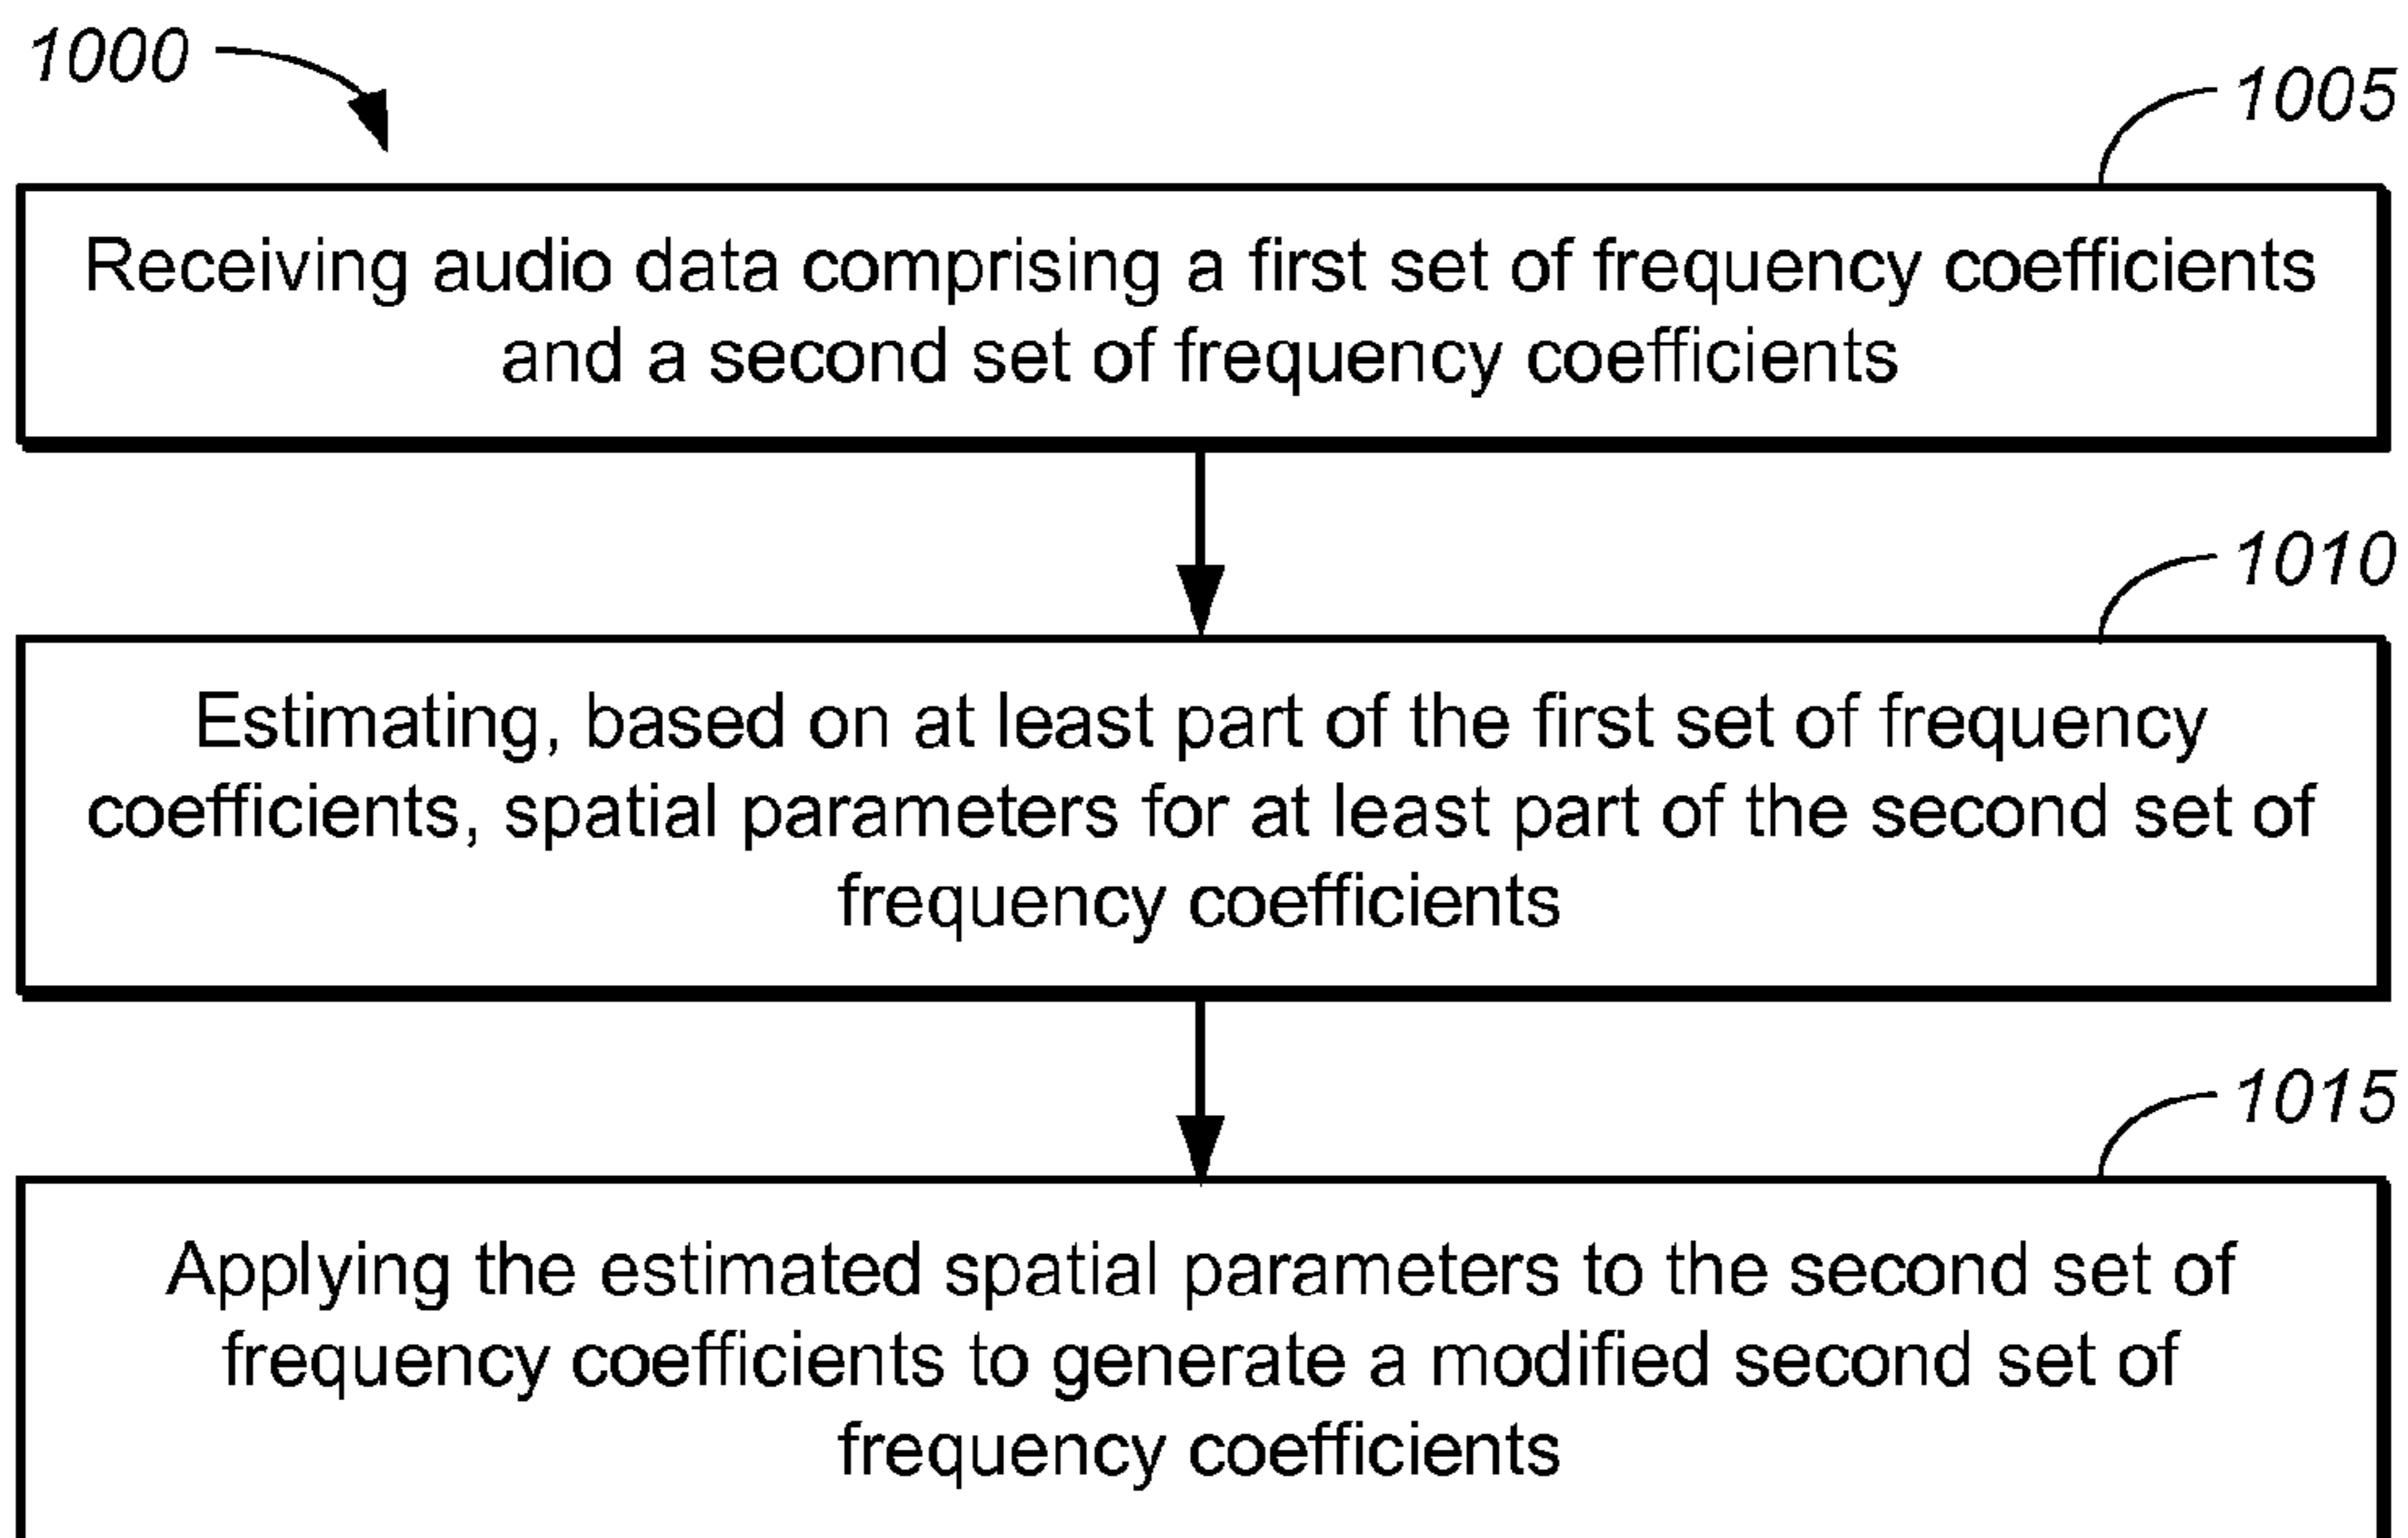 1000
1005
Receiving audio data comprising a first set of frequency coefficients
and a second set of frequency coefficients
1010
Estimating, based on at least part of the first set of frequency
coefficients, spatial parameters for at least part of the second set of
frequency coefficients
1015
Applying the estimated spatial parameters to the second set of
frequency coefficients to generate a modified second set of
frequency coefficients